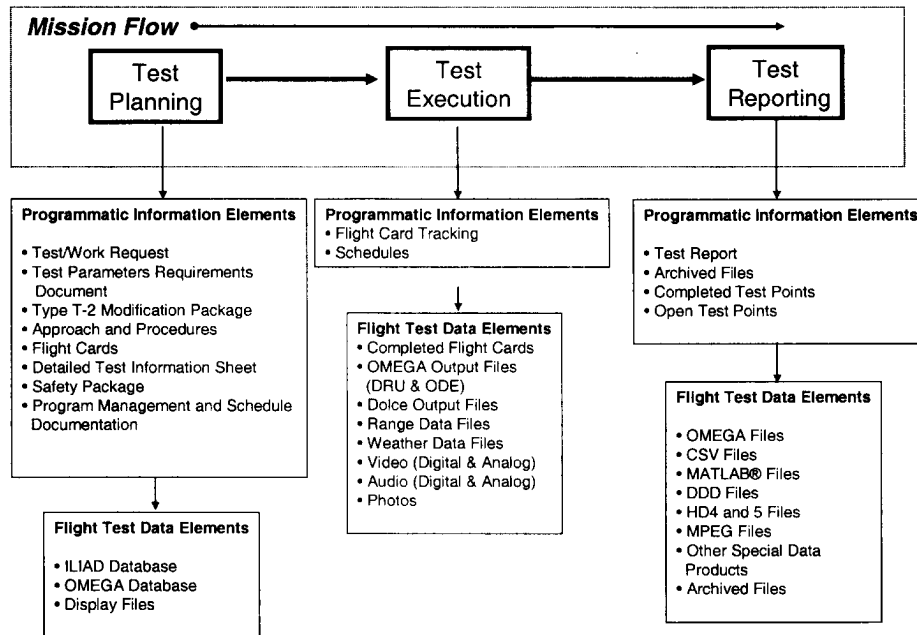 Mission Flow
Test
Planning
Test
Execution
Test
Reporting
Programmatic Information Elements
• Test/Work Request
• Test Parameters Requirements
Document
• Type T-2 Modification Package
• Approach and Procedures
• Flight Cards
• Detailed Test Information Sheet
• Safety Package
• Program Management and Schedule
Documentation
Flight Test Data Elements
• ILIAD Database
• OMEGA Database
• Display Files
Programmatic Information Elements
• Flight Card Tracking
• Schedules
Flight Test Data Elements
• Completed Flight Cards
• OMEGA Output Files
(DRU & ODE)
• Dolce Output Files
• Range Data Files
• Weather Data Files
• Video (Digital & Analog)
• Audio (Digital & Analog)
• Photos
Programmatic Information Elements
• Test Report
• Archived Files
• Completed Test Points
• Open Test Points
Flight Test Data Elements
• OMEGA Files
• CSV Files
• MATLAB® Files
• DDD Files
• HD4 and 5 Files
• MPEG Files
• Other Special Data
Products
• Archived Files